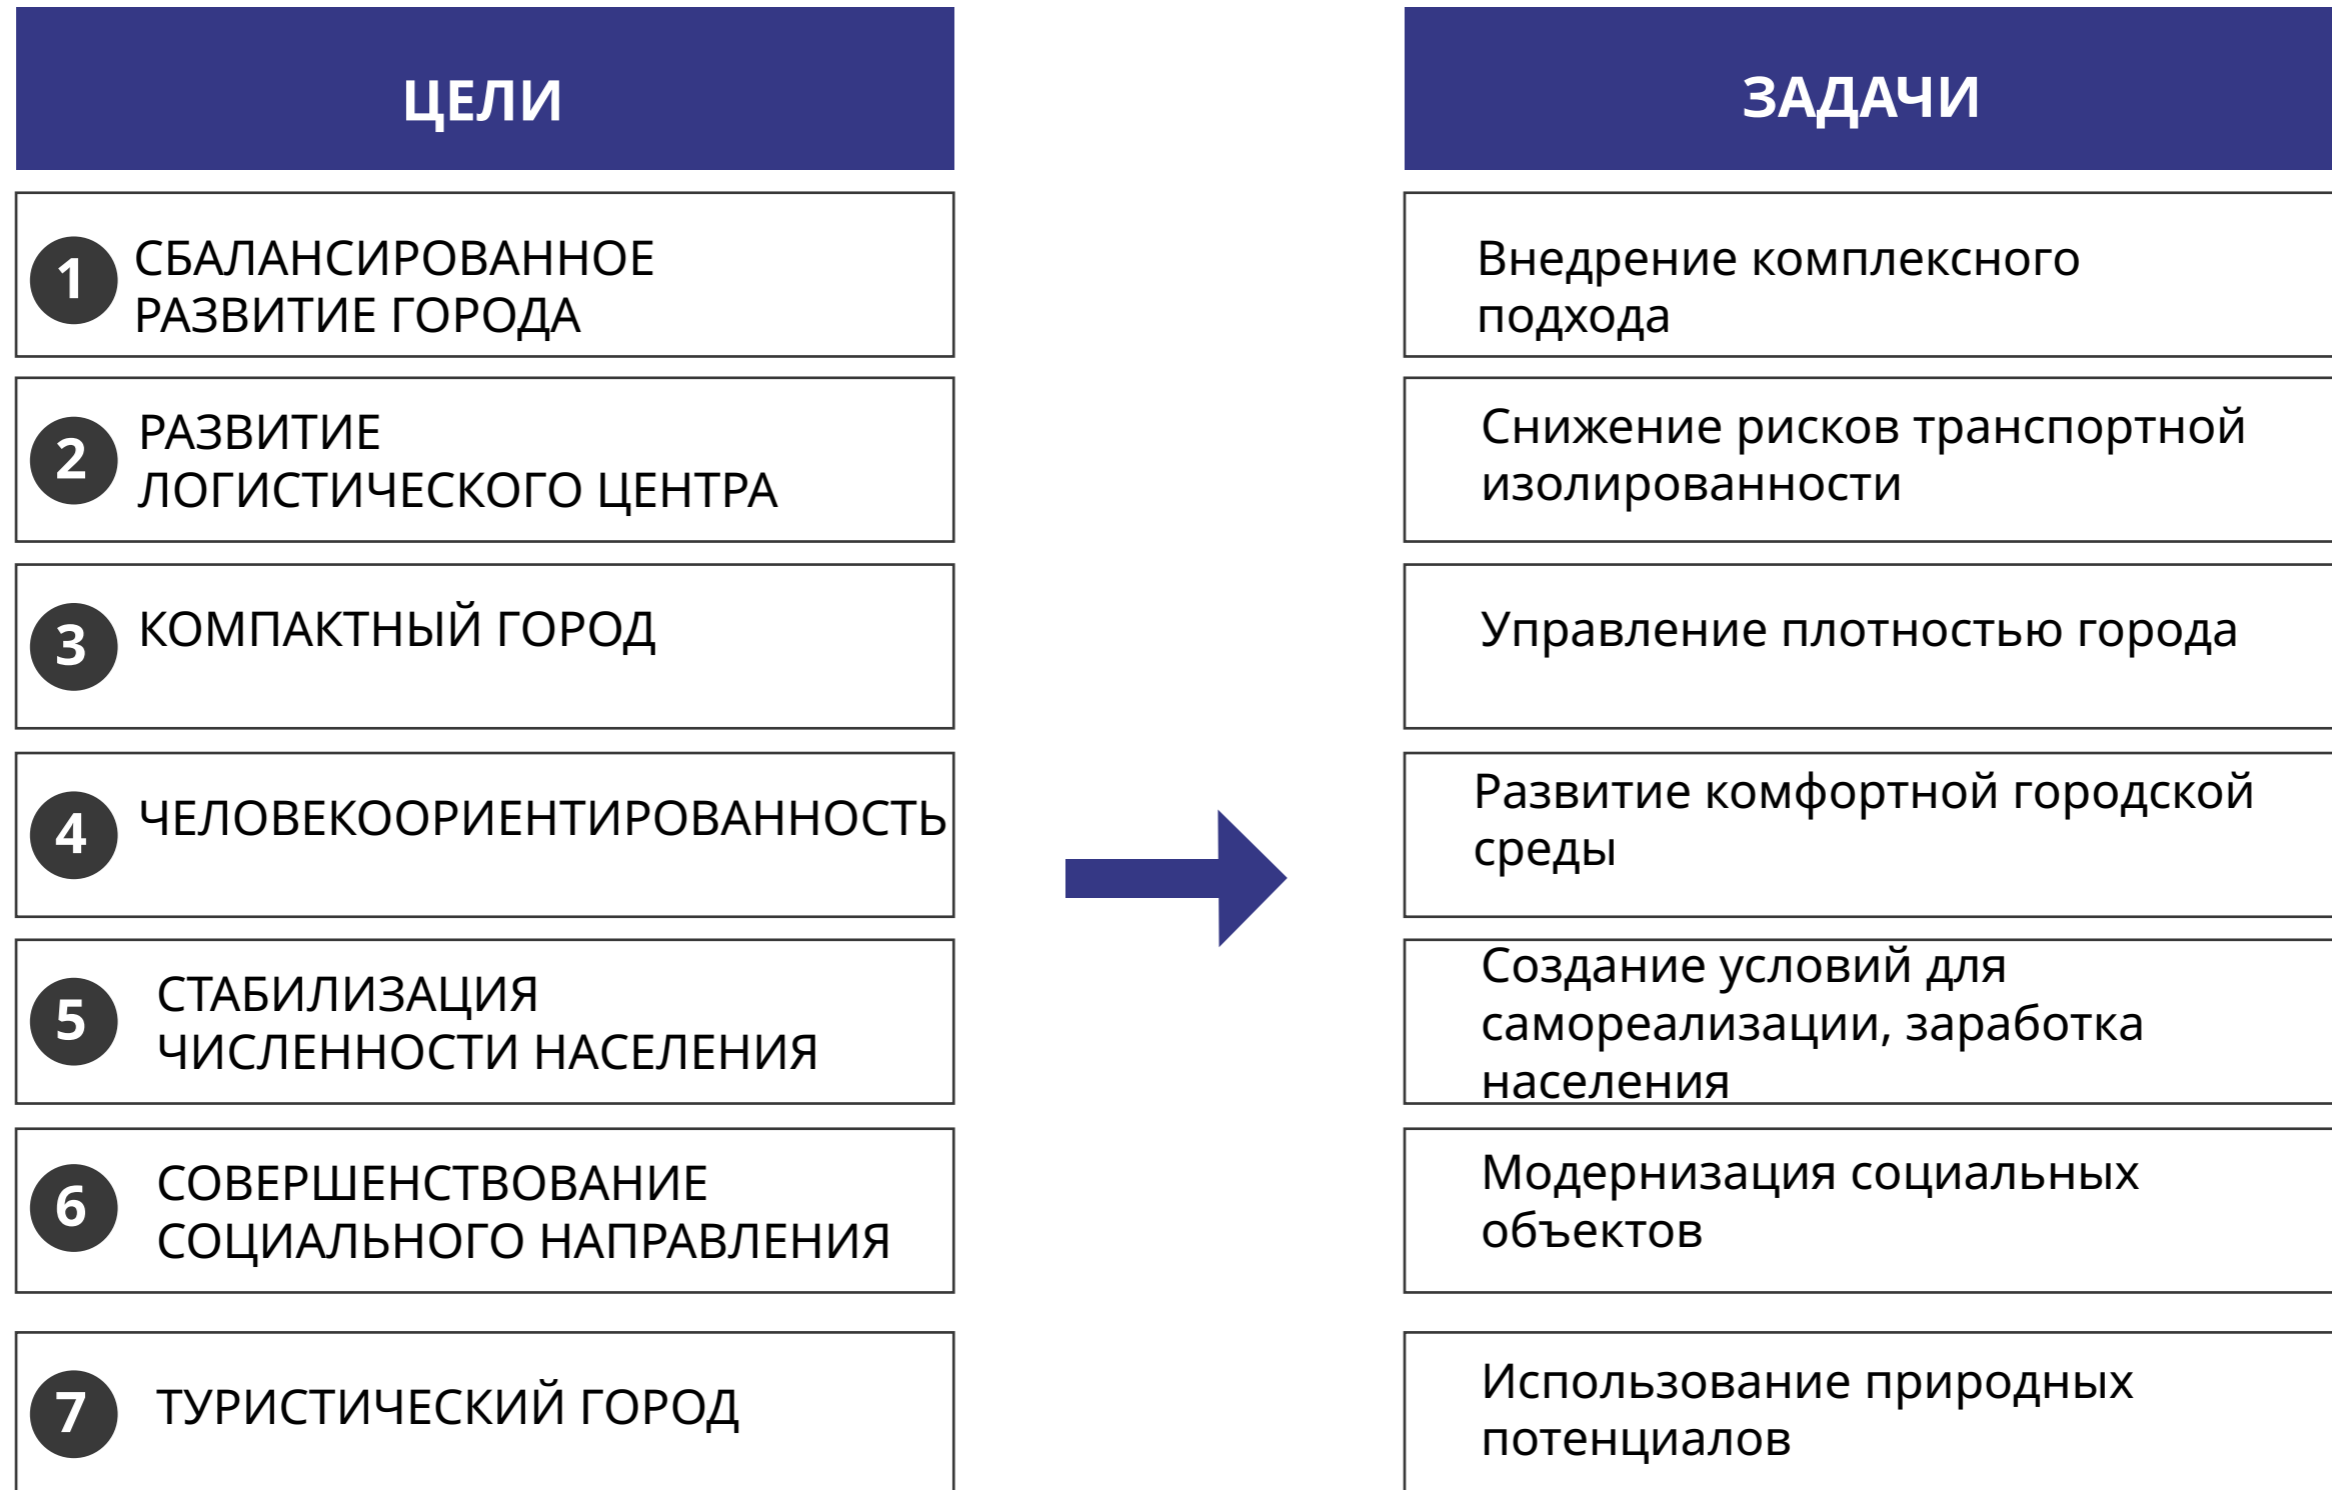 ЦЕЛИ
ЗАДАЧИ
1
СБАЛАНСИРОВАННОЕ
РАЗВИТИЕ ГОРОДА
Внедрение комплексного
подхода
2
РАЗВИТИЕ
ЛОГИСТИЧЕСКОГО ЦЕНТРА
Снижение рисков транспортной
изолированности
3
КОМПАКТНЫЙ ГОРОД
Управление плотностью города
4
ЧЕЛОВЕКООРИЕНТИРОВАННОСТЬ
Развитие комфортной городской
среды
5
СТАБИЛИЗАЦИЯ
ЧИСЛЕННОСТИ НАСЕЛЕНИЯ
Создание условий для
самореализации, заработка
населения
6
СОВЕРШЕНСТВОВАНИЕ
СОЦИАЛЬНОГО НАПРАВЛЕНИЯ
Модернизация социальных
объектов
7
ТУРИСТИЧЕСКИЙ ГОРОД
Использование природных
потенциалов